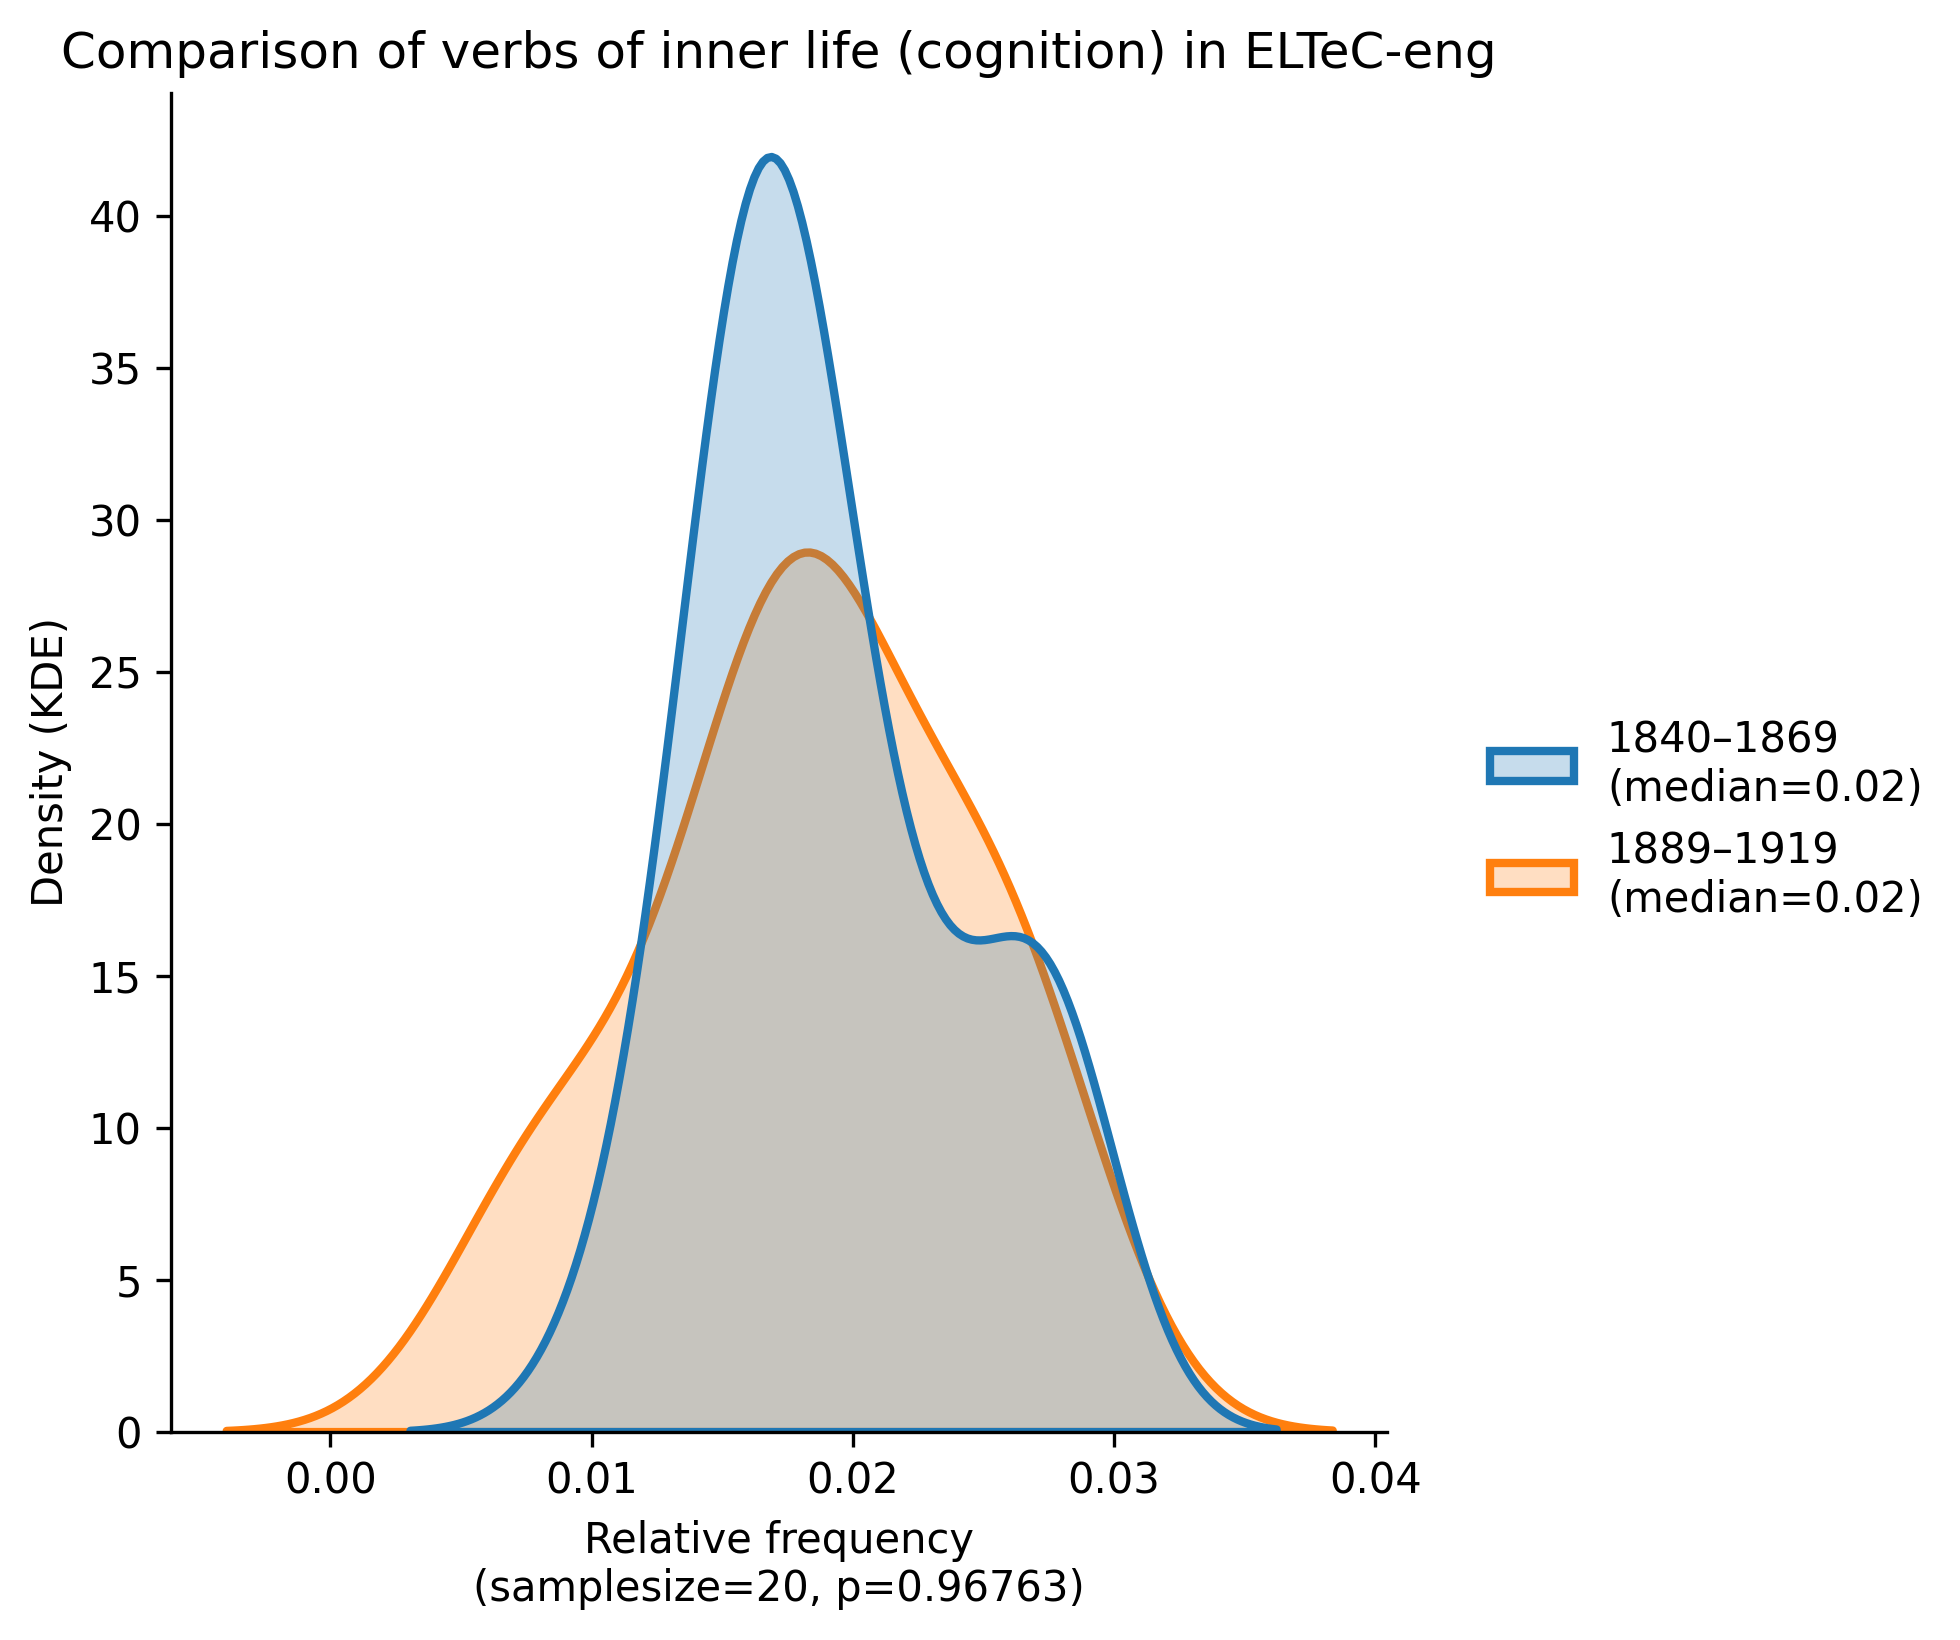 Comparison of verbs of inner life (cognition) in ELTeC-eng
Density (KDE)
40
35
30
25
20
15
10
5
0
0.00 0.01 0.02 0.03 0.04
Relative frequency
(samplesize=20, p=0.96763)
1840–1869
(median=0.02)
1889–1919
(median=0.02)